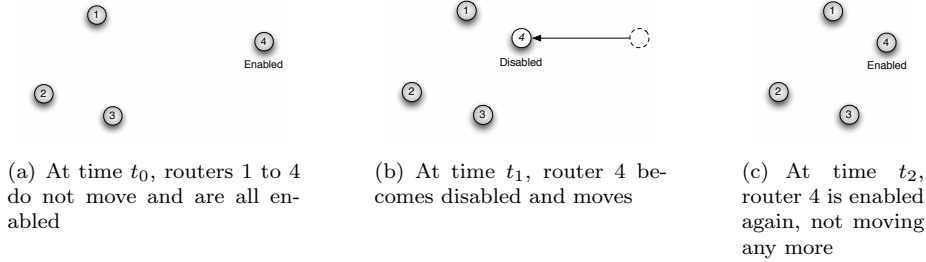 1
4
Enabled
2
3
1
4
Disabled
2
3
1
4
Enabled
2
3
(a) At time t0, routers 1 to 4
do not move and are all en-
abled
(b) At time t1, router 4 be-
comes disabled and moves
(c) At time t2,
router 4 is enabled
again, not moving
any more